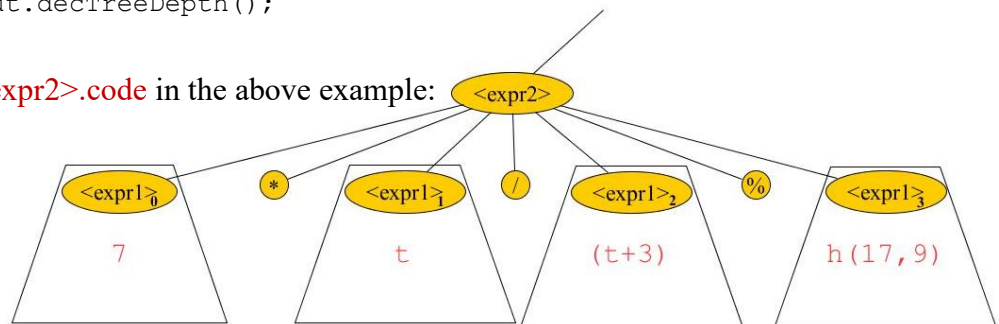 ut.decTreeDepth();
expr2>.code in the above example:
<expr2>
<expr1>0 * <expr1>1 / <expr1>2 % <expr1>3
7 t (t+3) h(17,9)